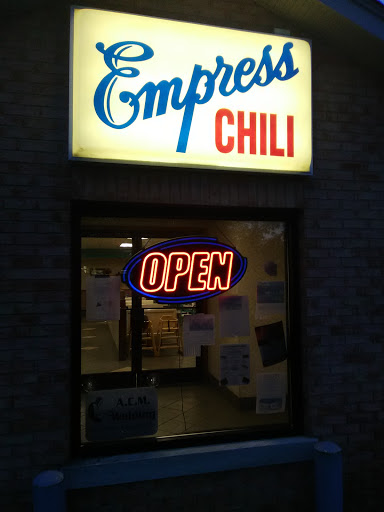 Empress
CHILI
OPEN
A.C.M.